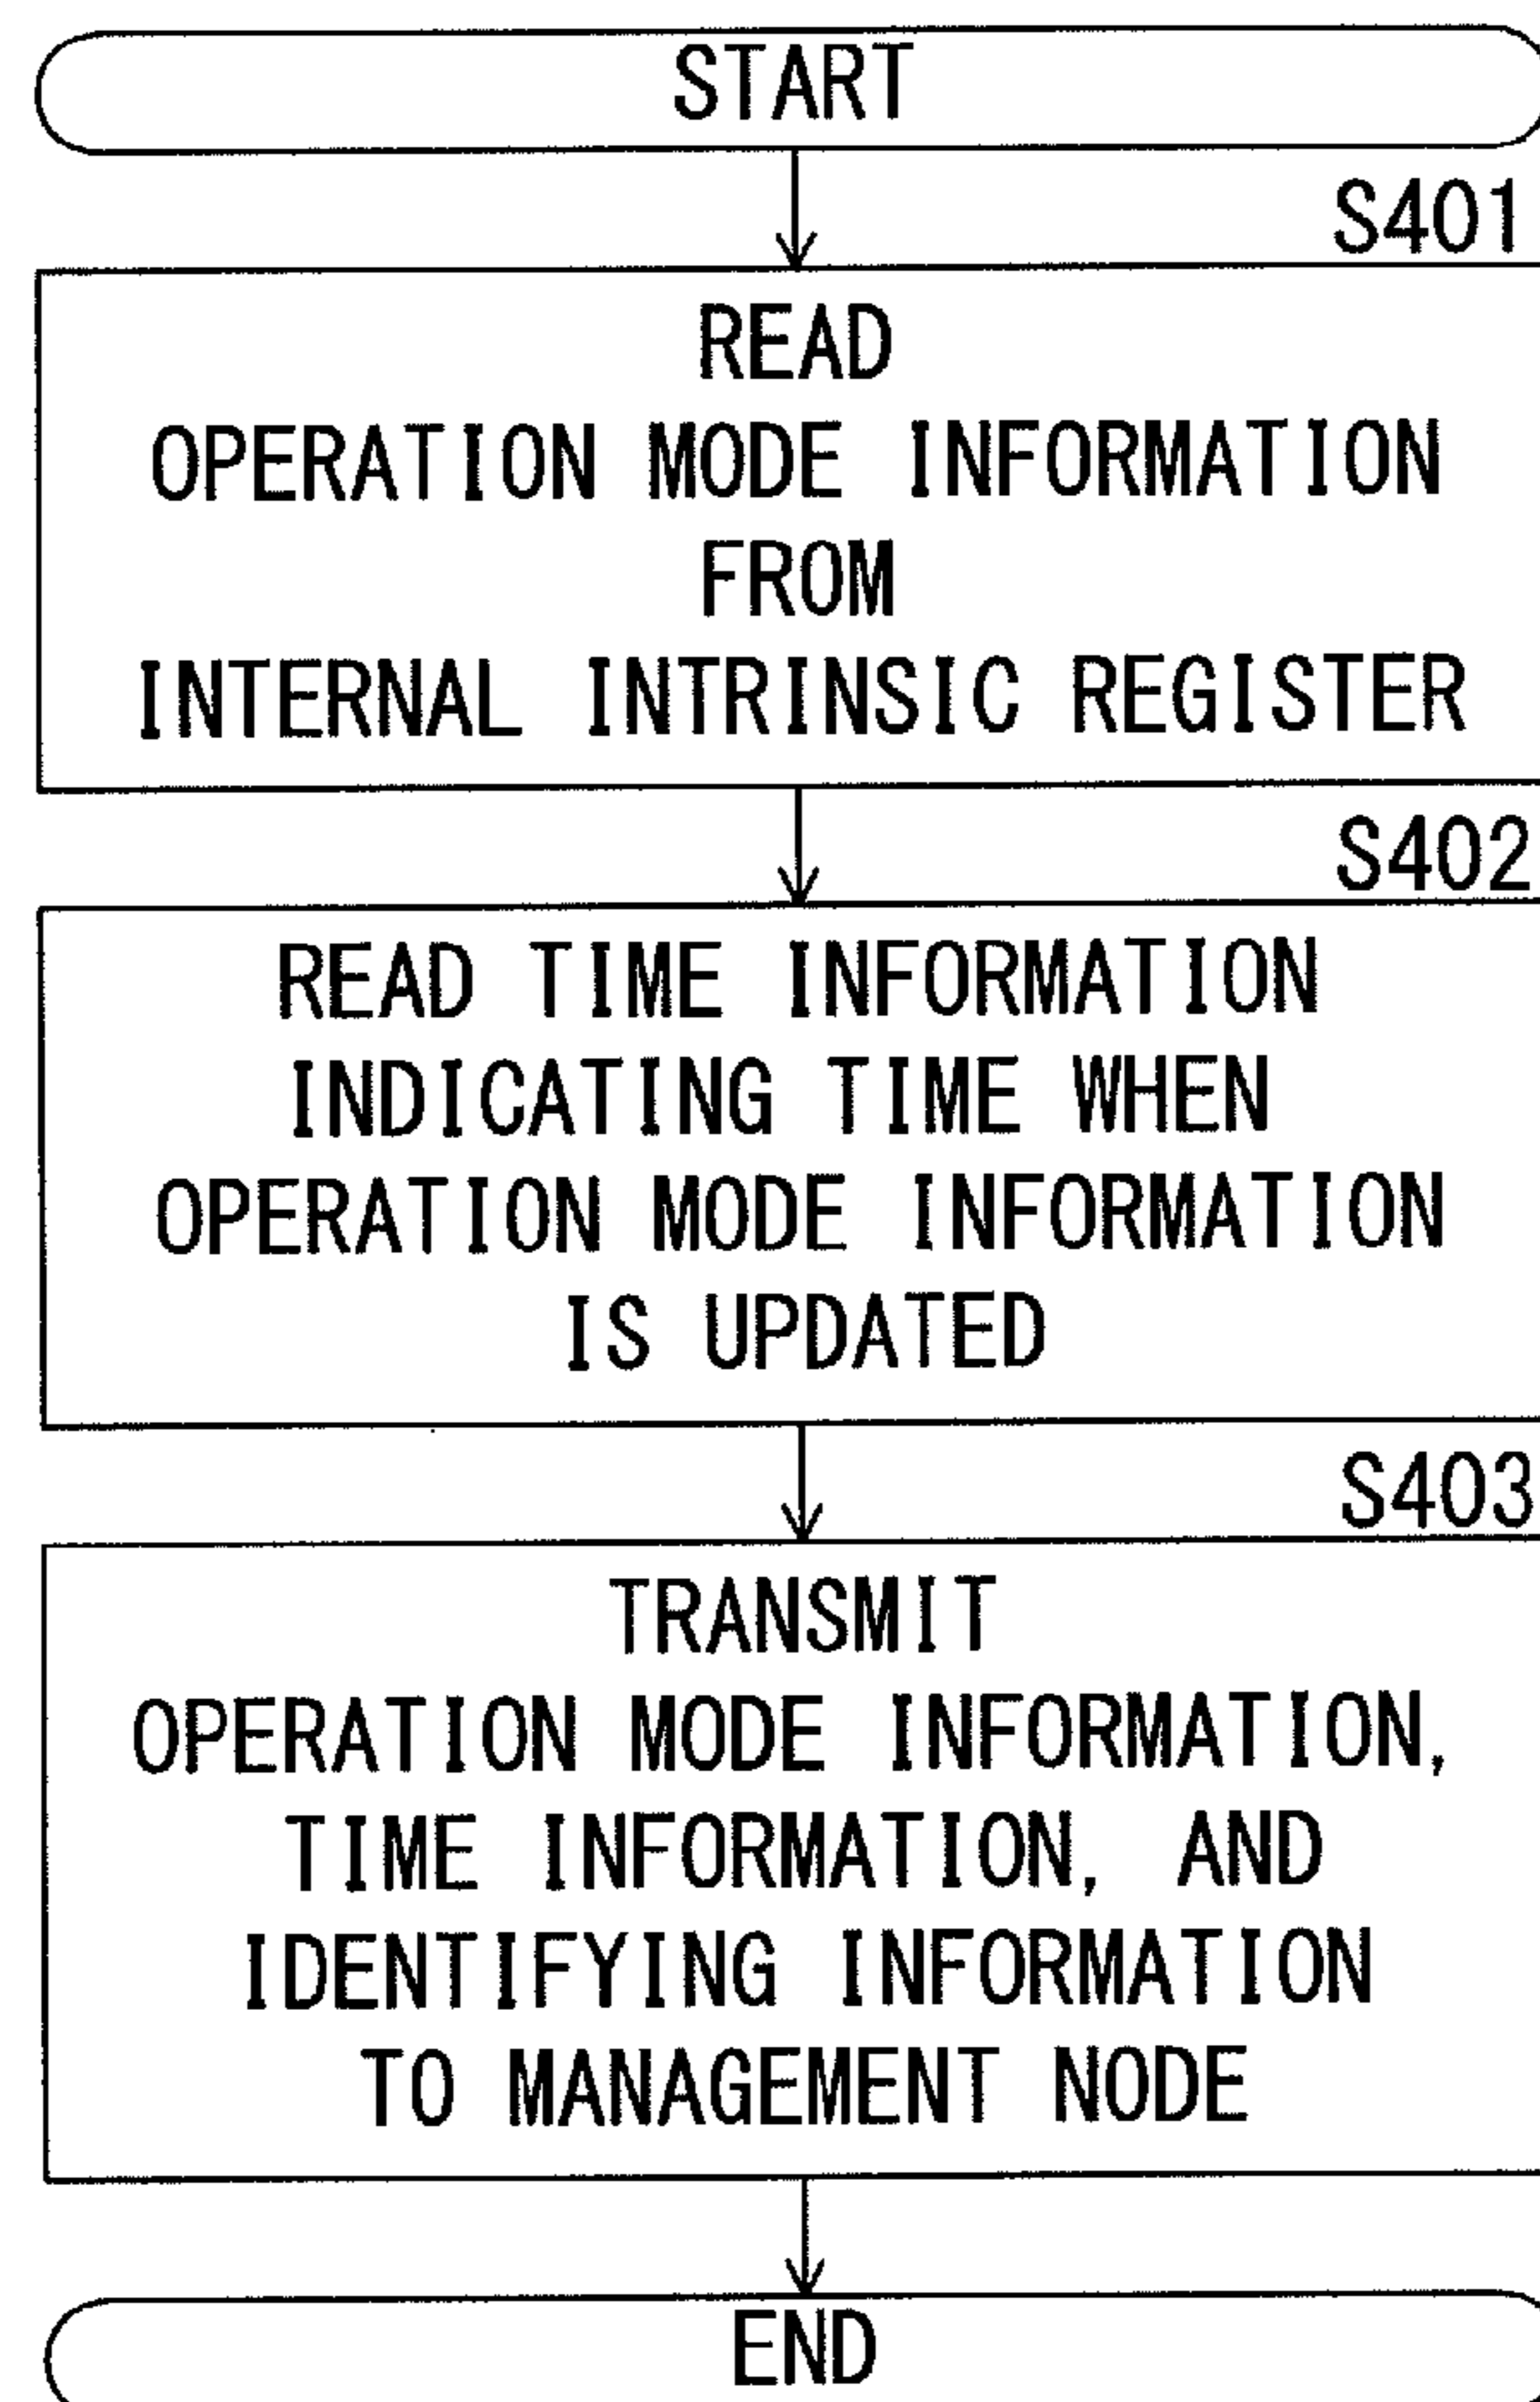 START
S401
READ
OPERATION MODE INFORMATION
FROM
INTERNAL INTRINSIC REGISTER
S402
READ TIME INFORMATION
INDICATING TIME WHEN
OPERATION MODE INFORMATION
IS UPDATED
S403
TRANSMIT
OPERATION MODE INFORMATION,
TIME INFORMATION, AND
IDENTIFYING INFORMATION
TO MANAGEMENT NODE
END